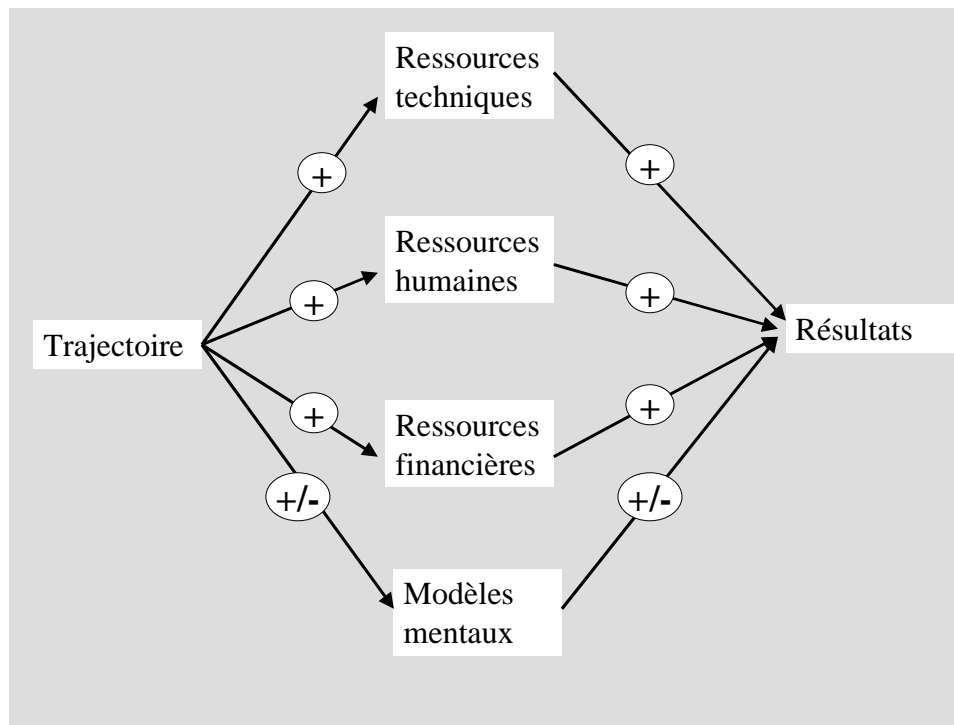 Ressources
techniques
+
+
Ressources
humaines
+
+
Trajectoire
Résultats
+
+
Ressources
financières
+/-
+/-
Modèles
mentaux